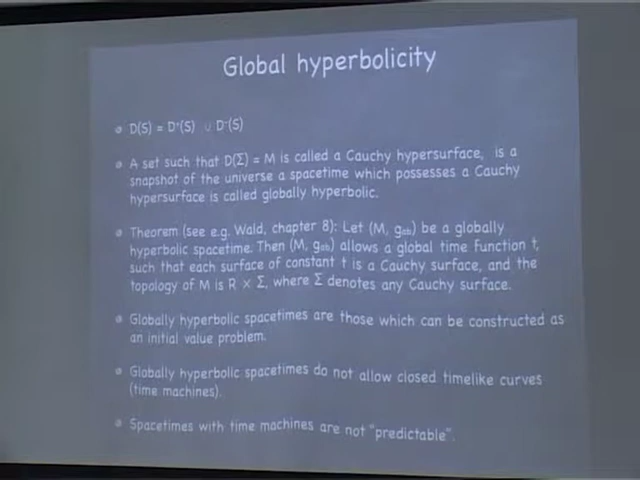 Global hyperbolicity
D(S) = D⁺(S) ∪ D⁻(S)
A set such that D(Σ) = M is called a Cauchy hypersurface, is a
snapshot of the universe a spacetime which possesses a Cauchy
hypersurface is called globally hyperbolic.
Theorem (see e.g. Wald, chapter 8): Let (M, gₐb) be a globally
hyperbolic spacetime. Then (M, gₐb) allows a global time function t,
such that each surface of constant t is a Cauchy surface, and the
topology of M is R × Σ, where Σ denotes any Cauchy surface.
Globally hyperbolic spacetimes are those which can be constructed as
an initial value problem.
Globally hyperbolic spacetimes do not allow closed timelike curves
(time machines).
Spacetimes with time machines are not "predictable".